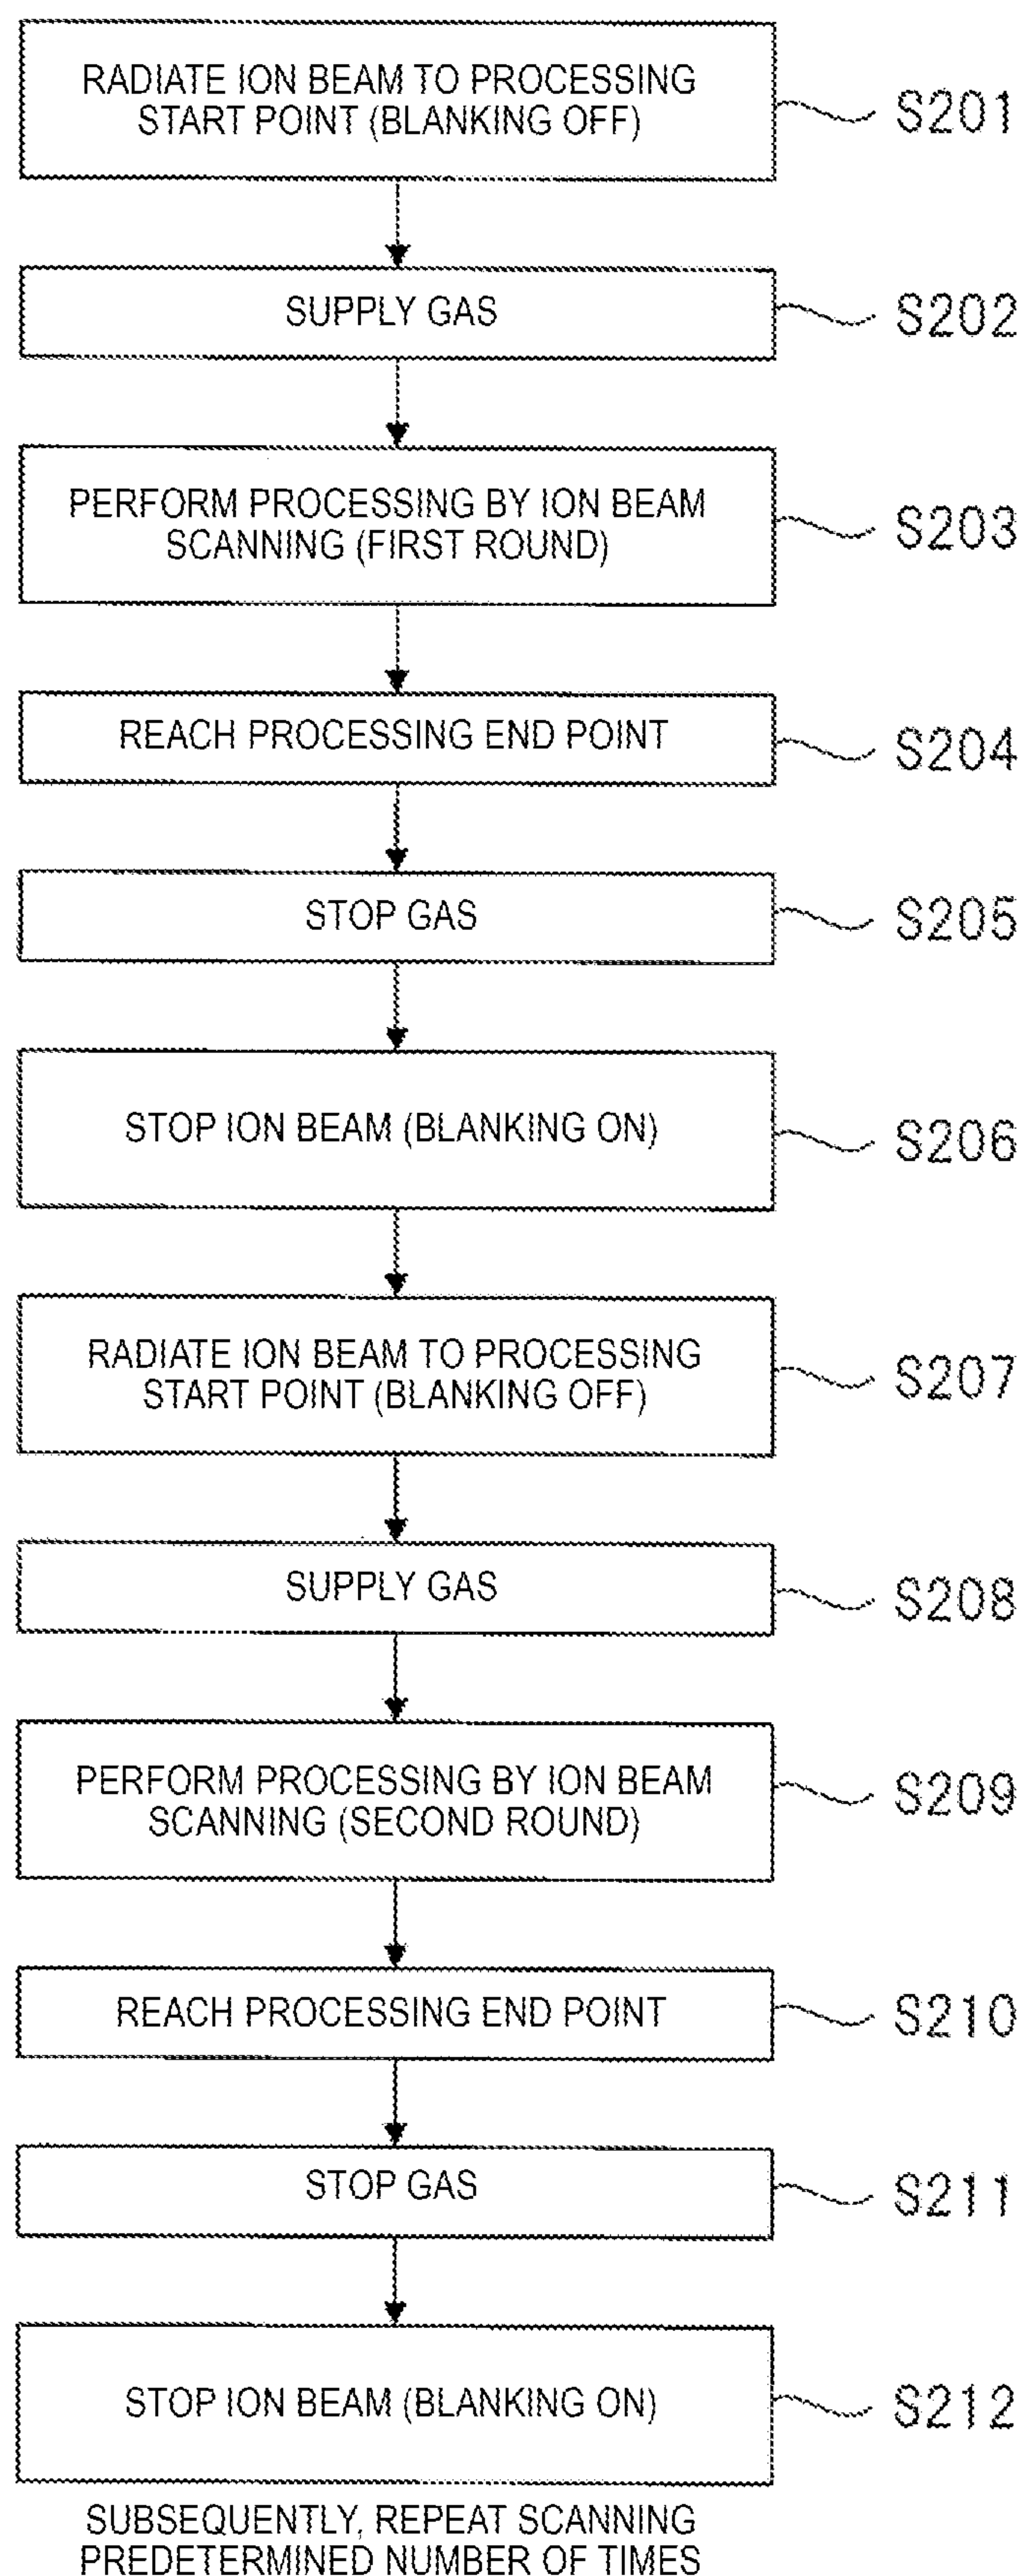 RADIATE ION BEAM TO PROCESSING
START POINT (BLANKING OFF)
S201
SUPPLY GAS
S202
PERFORM PROCESSING BY ION BEAM
SCANNING (FIRST ROUND)
S203
REACH PROCESSING END POINT
S204
STOP GAS
S205
STOP ION BEAM (BLANKING ON)
S206
RADIATE ION BEAM TO PROCESSING
START POINT (BLANKING OFF)
S207
SUPPLY GAS
S208
PERFORM PROCESSING BY ION BEAM
SCANNING (SECOND ROUND)
S209
REACH PROCESSING END POINT
S210
STOP GAS
S211
STOP ION BEAM (BLANKING ON)
S212
SUBSEQUENTLY, REPEAT SCANNING
PREDETERMINED NUMBER OF TIMES